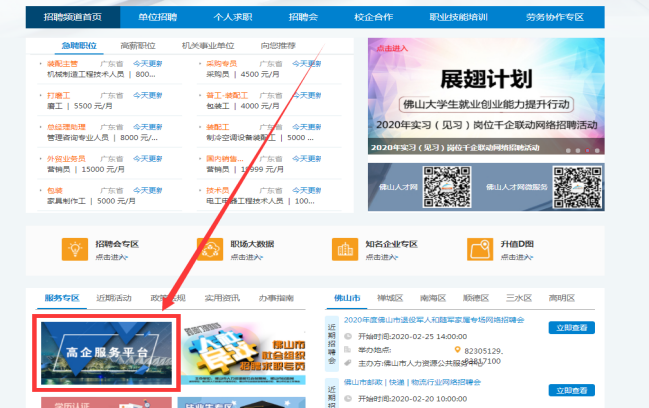 招聘频道首页 单位招聘 个人求职 招聘会 校企合作 职业技能培训 劳务协作专区
急聘职位 高薪职位 机关事业单位 向您推荐
装配主管 广东省 今天更新
机械制造工程技术人员 | 800...
采购专员 广东省 今天更新
采购员 | 4500 元/月
打磨工 广东省 今天更新
磨工 | 5500 元/月
普工-装配工 广东省 今天更新
包装工 | 4000 元/月
总经理助理 广东省 今天更新
管理咨询专业人员 | 8000 元/...
装配工 广东省 今天更新
制冷空调设备装配工 | 5000 ...
外贸业务员 广东省 今天更新
营销员 | 15000 元/月
国内销售... 广东省 今天更新
营销员 | 元/月
包装 广东省 今天更新
家具制作工 | 5000 元/月
技术员 广东省 今天更新
电工电器工程技术人员 | 100...
点击进入
展翅计划
佛山大学生就业创业能力提升行动
2020年实习（见习）岗位千企联动网络招聘活动
2020年实习（见习）岗位千企联动网络招聘活动
佛山人才网
佛山人才网微服务
招聘会专区
点击进入>
职场大数据
点击进入>
知名企业专区
点击进入>
升值D图
点击进入>
服务专区 近期活动 政策法规 实用资讯 办事指南
高企服务平台
佛山市
社会组织
招聘求职专页
学历认证
毕业生专区
佛山市 禅城区 南海区 顺德区 三水区 高明区
近期招聘会
2020年度佛山市退役军人和随军家属专场网络招聘会
开始时间:2020-02-25 14:00:00
举办地点:
82305129,
83817100
主办方:佛山市人力资源公共服务中心
立即查看
近期招
佛山市邮政 | 快递 | 物流行业网络招聘会
开始时间:2020-02-20 10:00:00
立即查看